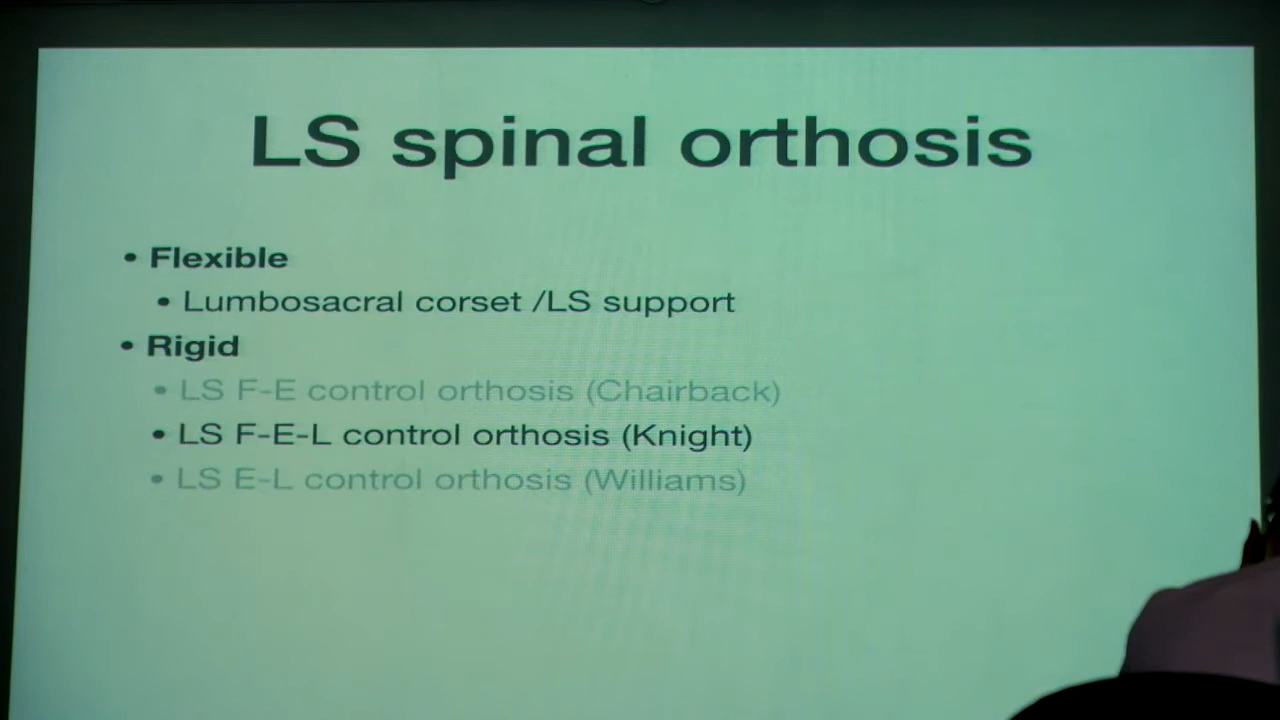 LS spinal orthosis
• Flexible
• Lumbosacral corset /LS support
• Rigid
• LS F-E control orthosis (Chairback)
• LS F-E-L control orthosis (Knight)
• LS E-L control orthosis (Williams)